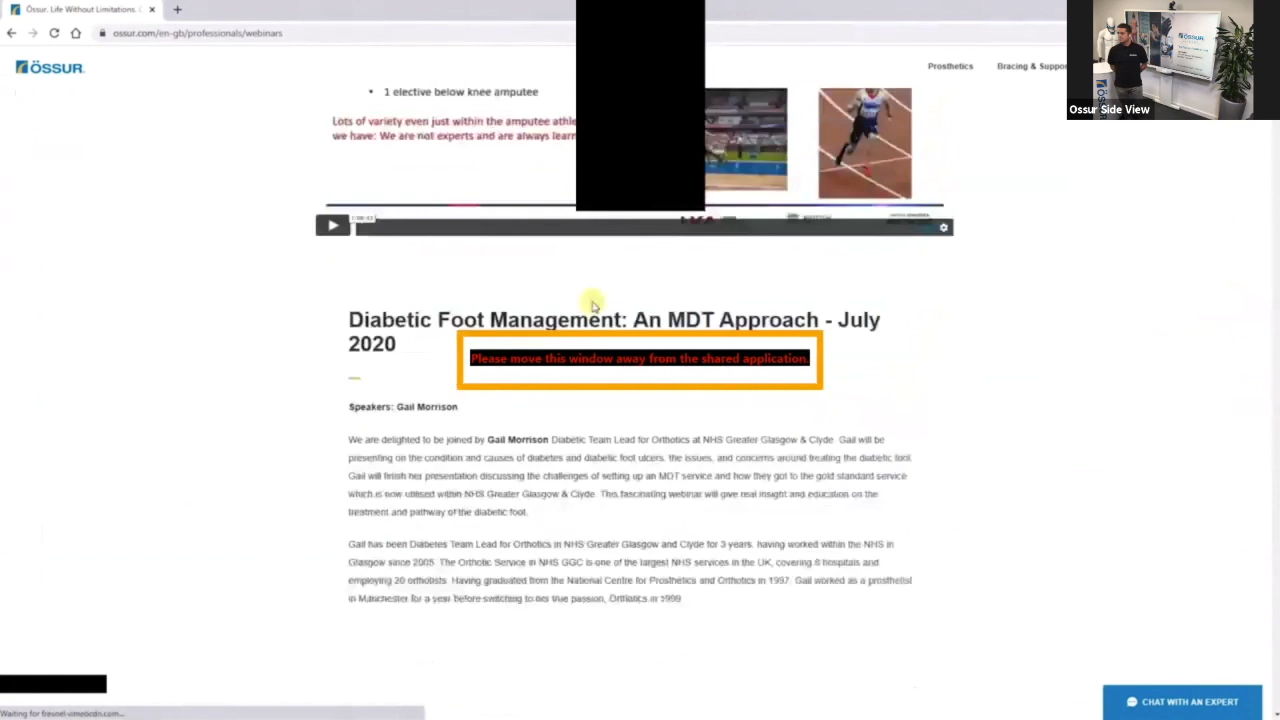 Össur. Life Without Limitations.
ossur.com/en-gb/professionals/webinars
ÖSSUR
Prosthetics
Bracing & Suppo
Ossur Side View
• 1 elective below knee amputee
Lots of variety even just within the amputee athle
we have: We are not experts and are always learn
Diabetic Foot Management: An MDT Approach - July
2020
Please move this window away from the shared application.
Speakers: Gail Morrison
We are delighted to be joined by Gail Morrison Diabetic Team Lead for Orthotics at NHS Greater Glasgow & Clyde. Gail will be
presenting on the condition and causes of diabetes and diabetic foot ulcers, the issues, and concerns around treating the diabetic foot.
Gail will finish her presentation discussing the challenges of setting up an MDT service and how they got to the gold standard service
which is now utilised within NHS Greater Glasgow & Clyde. This fascinating webinar will give real insight and education on the
treatment and pathway of the diabetic foot.
Gail has been Diabetes Team Lead for Orthotics in NHS Greater Glasgow and Clyde for 3 years, having worked within the NHS in
Glasgow since 2005. The Orthotic Service in NHS GGC is one of the largest NHS services in the UK, covering 8 hospitals and
employing 20 orthotists. Having graduated from the National Centre for Prosthetics and Orthotics in 1997, Gail worked as a prosthetist
in Manchester for a year before switching to her true passion, Orthotics in 1999
CHAT WITH AN EXPERT